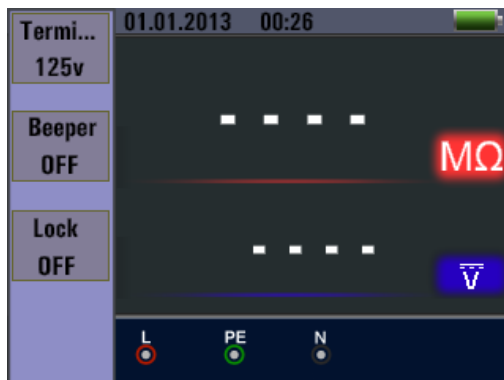 01.01.2013 00:26
Termi...
125v
Beeper
OFF
Lock
OFF
- - - -
MΩ
- - - -
V
L PE N